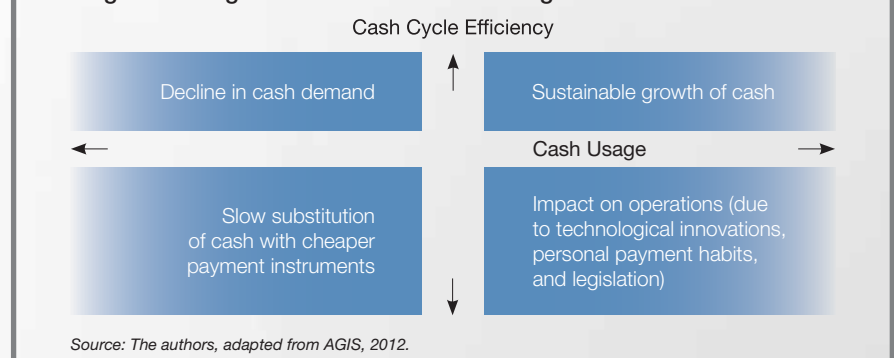 Cash Cycle Efficiency
Decline in cash demand
Sustainable growth of cash
Cash Usage
Slow substitution
of cash with cheaper
payment instruments
Impact on operations (due
to technological innovations,
personal payment habits,
and legislation)
Source: The authors, adapted from AGIS, 2012.